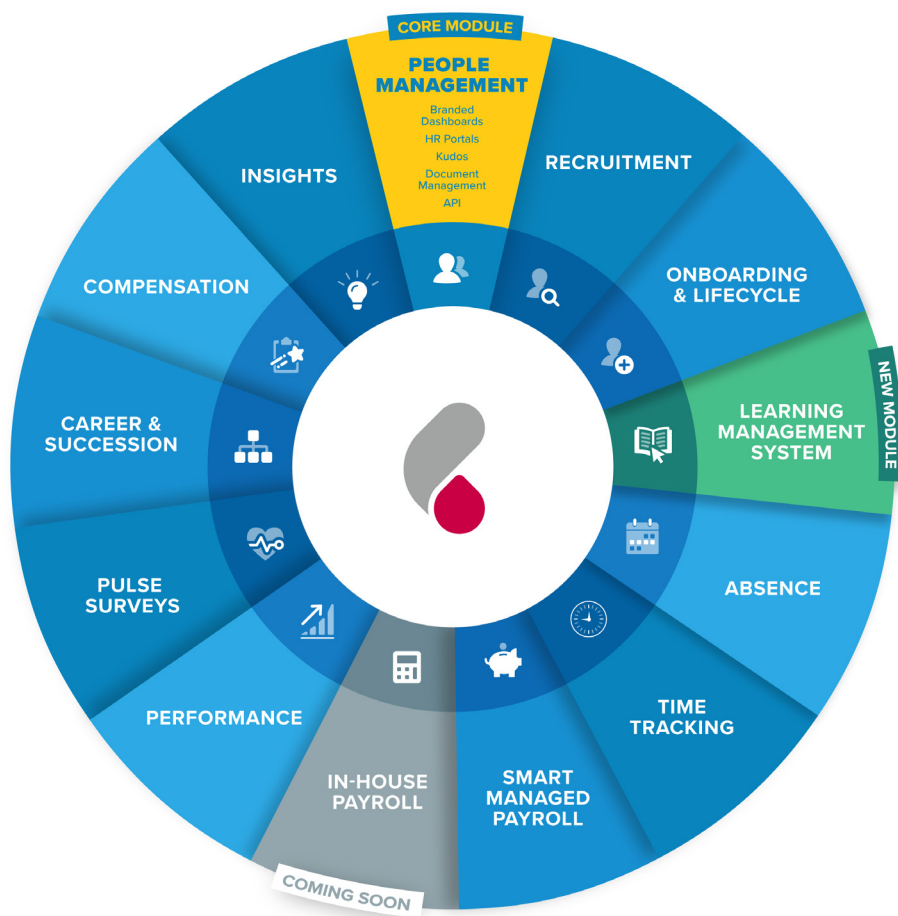 CORE MODULE
PEOPLE
MANAGEMENT
Branded
Dashboards
HR Portals
Kudos
Document
Management
API
RECRUITMENT
ONBOARDING
& LIFECYCLE
NEW MODULE
LEARNING
MANAGEMENT
SYSTEM
ABSENCE
TIME
TRACKING
SMART
MANAGED
PAYROLL
IN-HOUSE
PAYROLL
COMING SOON
PERFORMANCE
PULSE
SURVEYS
CAREER &
SUCCESSION
COMPENSATION
INSIGHTS